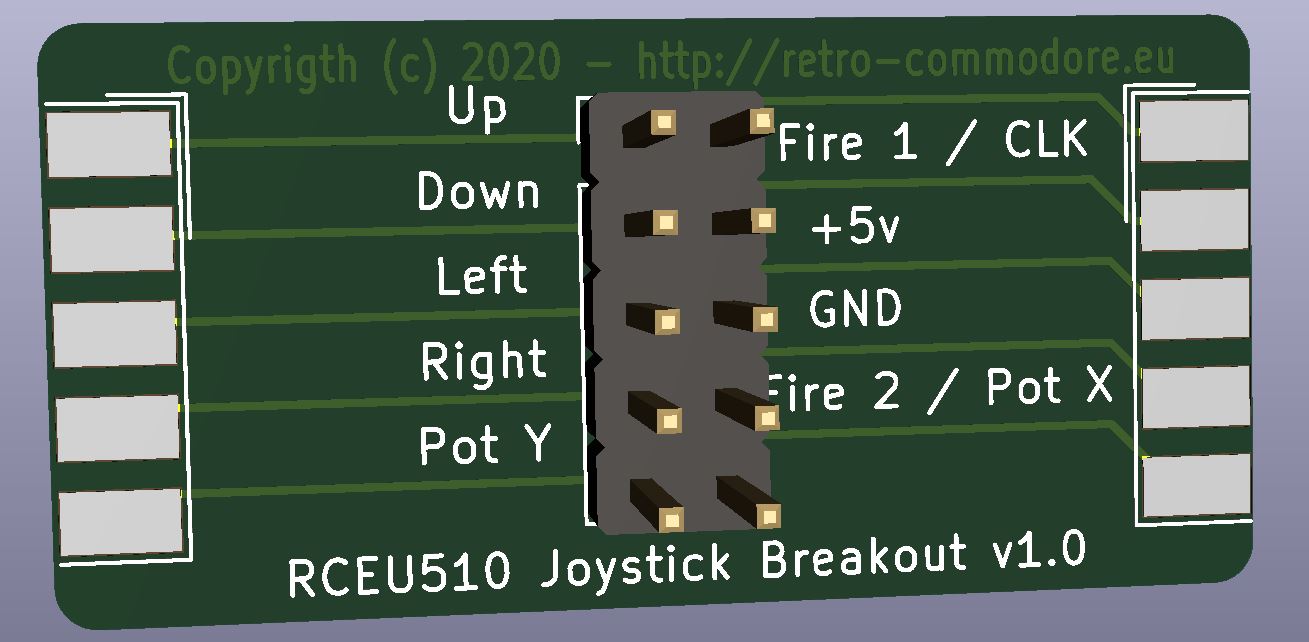 Copyrigth (c) 2020 - http://retro-commodore.eu
Up
Down
Left
Right
Pot Y
Fire 1 / CLK
+5v
GND
Fire 2 / Pot X
RCEU510 Joystick Breakout v1.0